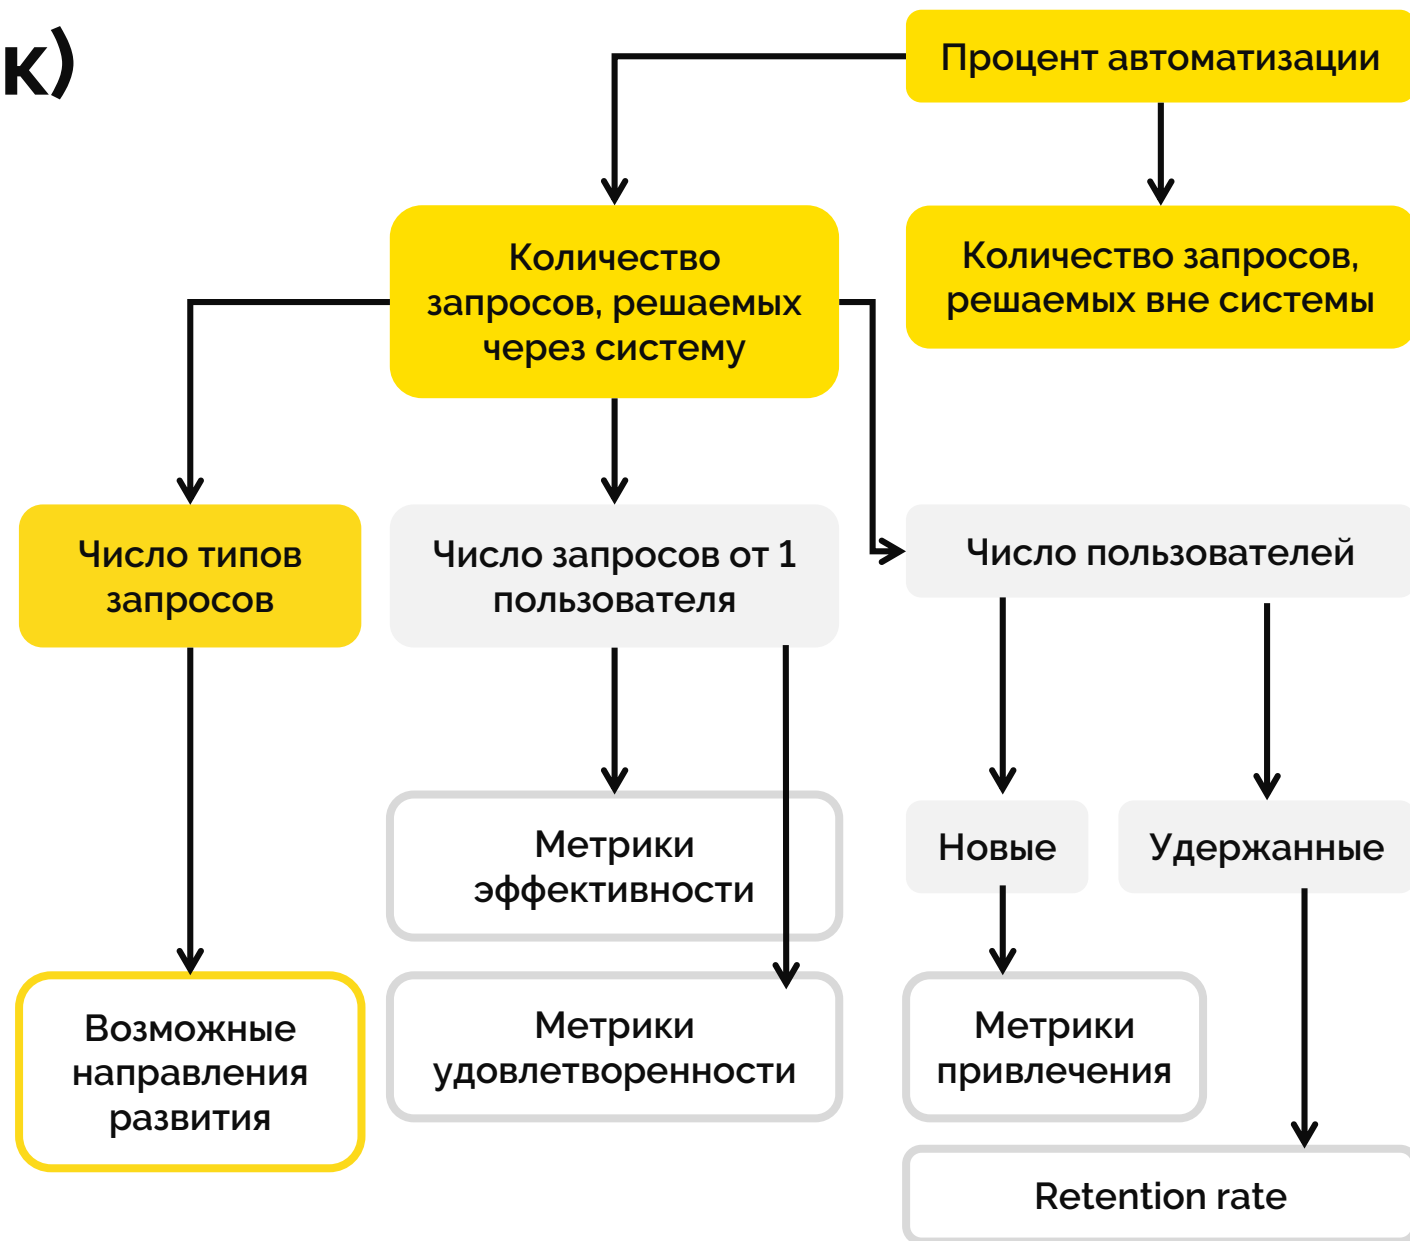 к)
Процент автоматизации
Количество
запросов, решаемых
через систему
Количество запросов,
решаемых вне системы
Число типов
запросов
Число запросов от 1
пользователя
Число пользователей
Метрики
эффективности
Новые
Удержанные
Возможные
направления
развития
Метрики
удовлетворенности
Метрики
привлечения
Retention rate